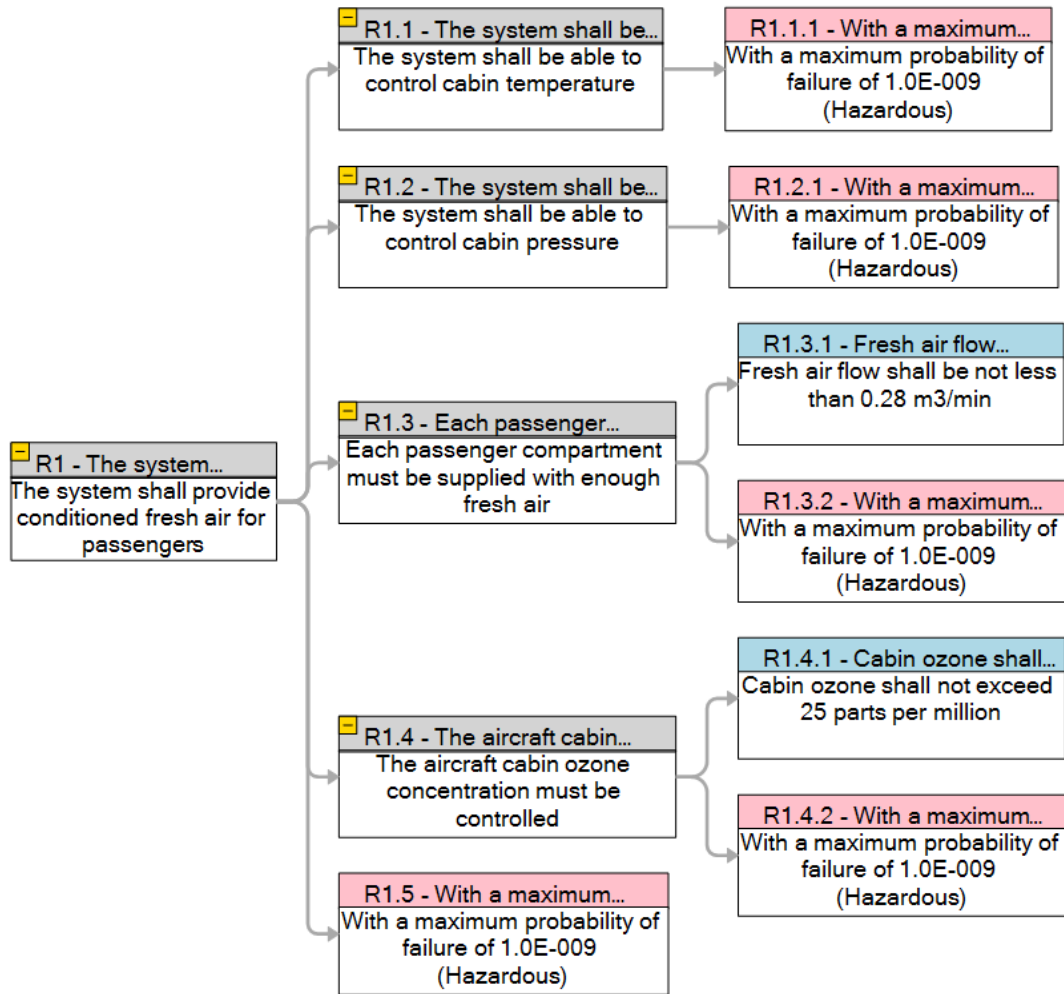 R1 - The system...
The system shall provide
conditioned fresh air for
passengers
R1.1 - The system shall be...
The system shall be able to
control cabin temperature
R1.1.1 - With a maximum...
With a maximum probability of
failure of 1.0E-009
(Hazardous)
R1.2 - The system shall be...
The system shall be able to
control cabin pressure
R1.2.1 - With a maximum...
With a maximum probability of
failure of 1.0E-009
(Hazardous)
R1.3 - Each passenger...
Each passenger compartment
must be supplied with enough
fresh air
R1.3.1 - Fresh air flow...
Fresh air flow shall be not less
than 0.28 m3/min
R1.3.2 - With a maximum...
With a maximum probability of
failure of 1.0E-009
(Hazardous)
R1.4 - The aircraft cabin...
The aircraft cabin ozone
concentration must be
controlled
R1.4.1 - Cabin ozone shall...
Cabin ozone shall not exceed
25 parts per million
R1.4.2 - With a maximum...
With a maximum probability of
failure of 1.0E-009
(Hazardous)
R1.5 - With a maximum...
With a maximum probability of
failure of 1.0E-009
(Hazardous)